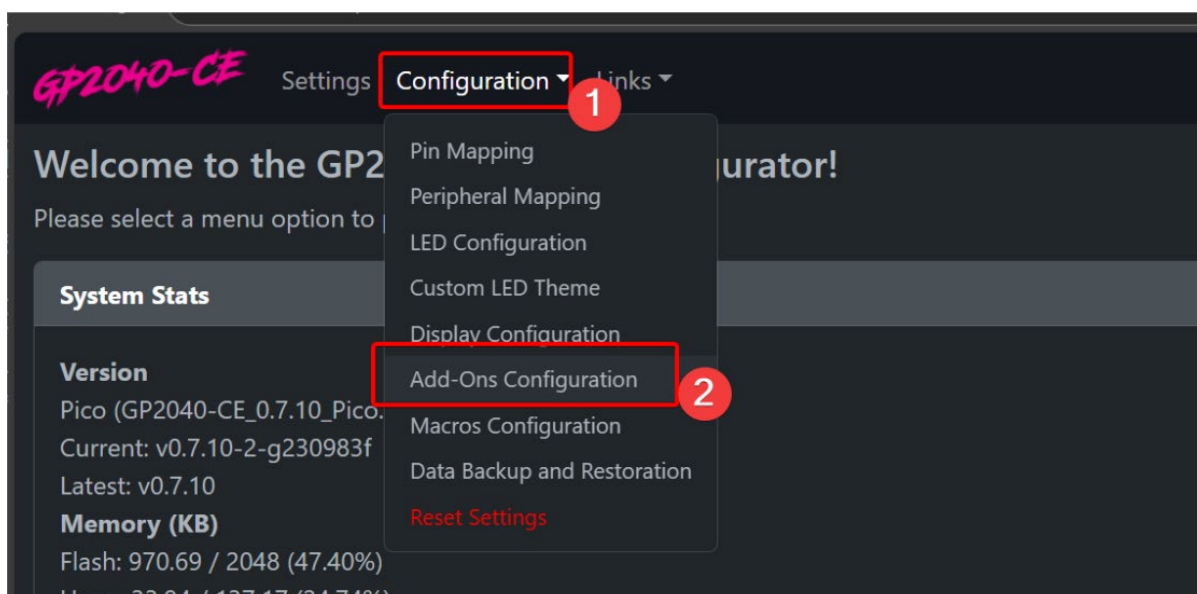 GP2040-CE Settings Configuration 1 Links
Pin Mapping
Peripheral Mapping
LED Configuration
Custom LED Theme
Display Configuration
Add-Ons Configuration 2
Macros Configuration
Data Backup and Restoration
Reset Settings
Welcome to the GP2 urator!
Please select a menu option to
System Stats
Version
Pico (GP2040-CE_0.7.10_Pico.
Current: v0.7.10-2-g230983f
Latest: v0.7.10
Memory (KB)
Flash: 970.69 / 2048 (47.40%)